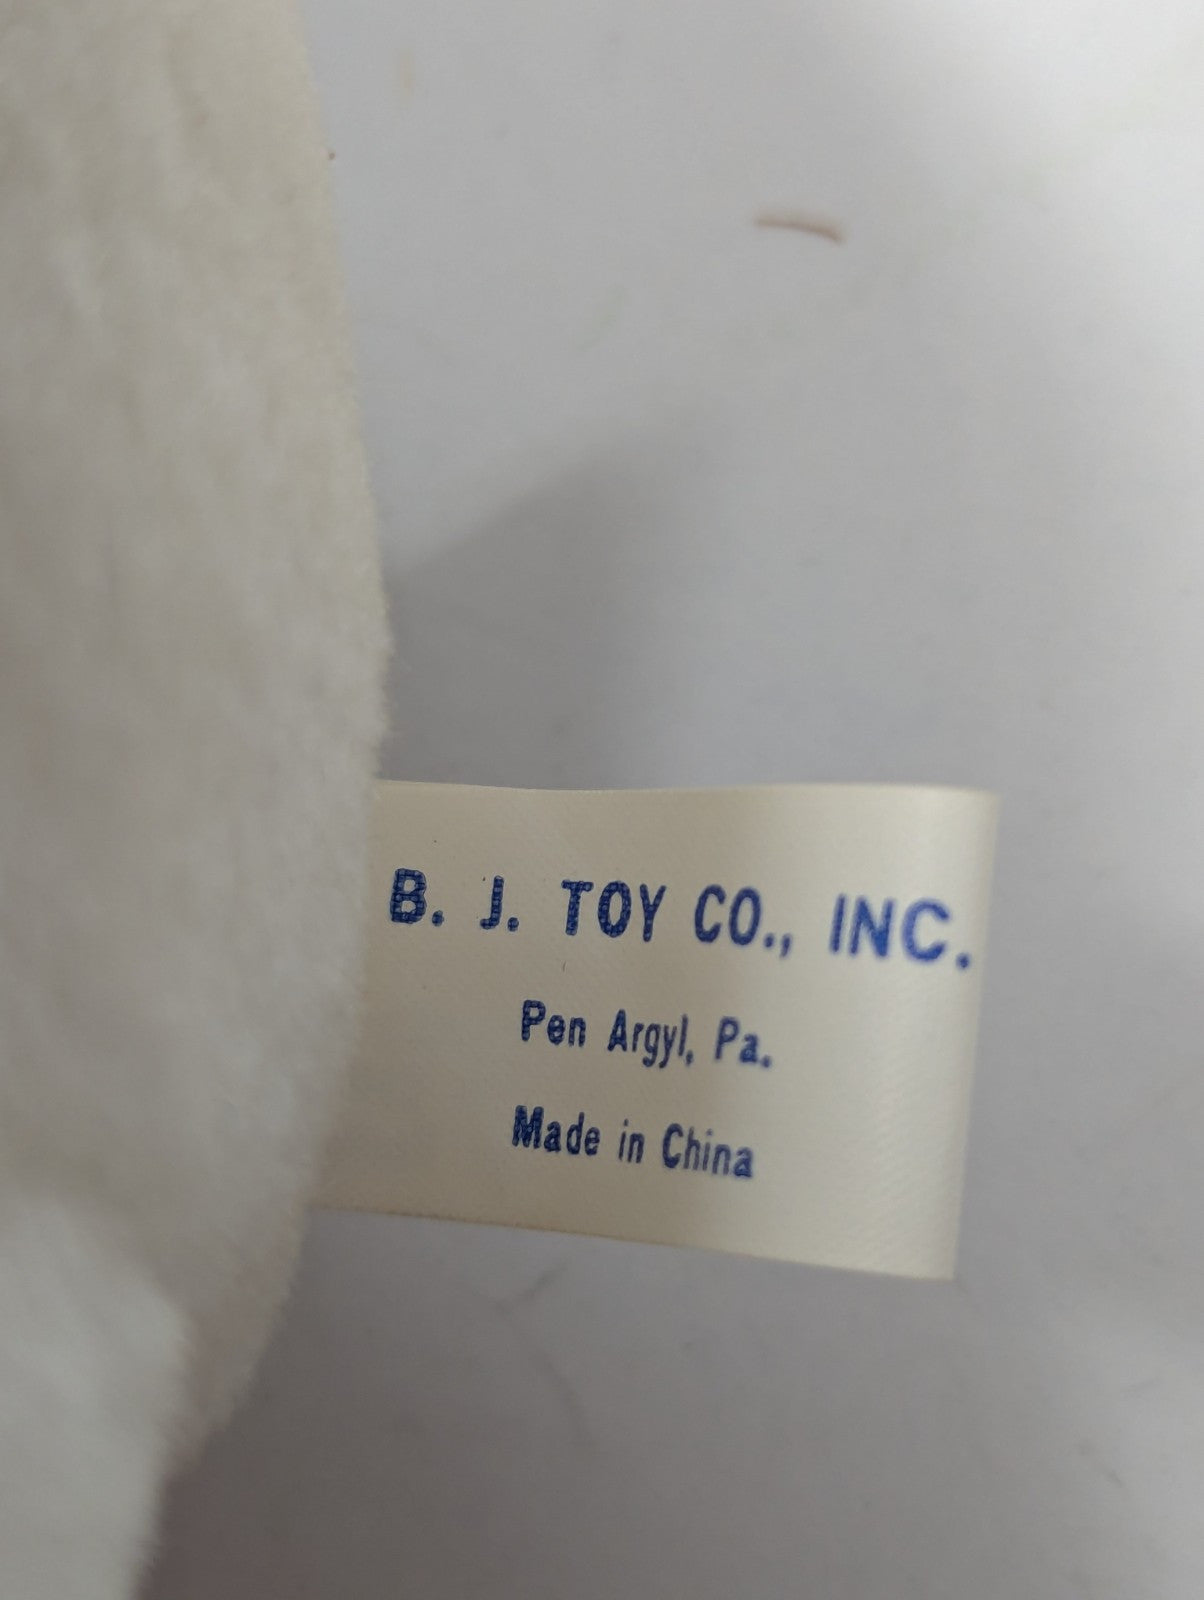 B. J. TOY CO., INC.
Pen Argyl, Pa.
Made in China